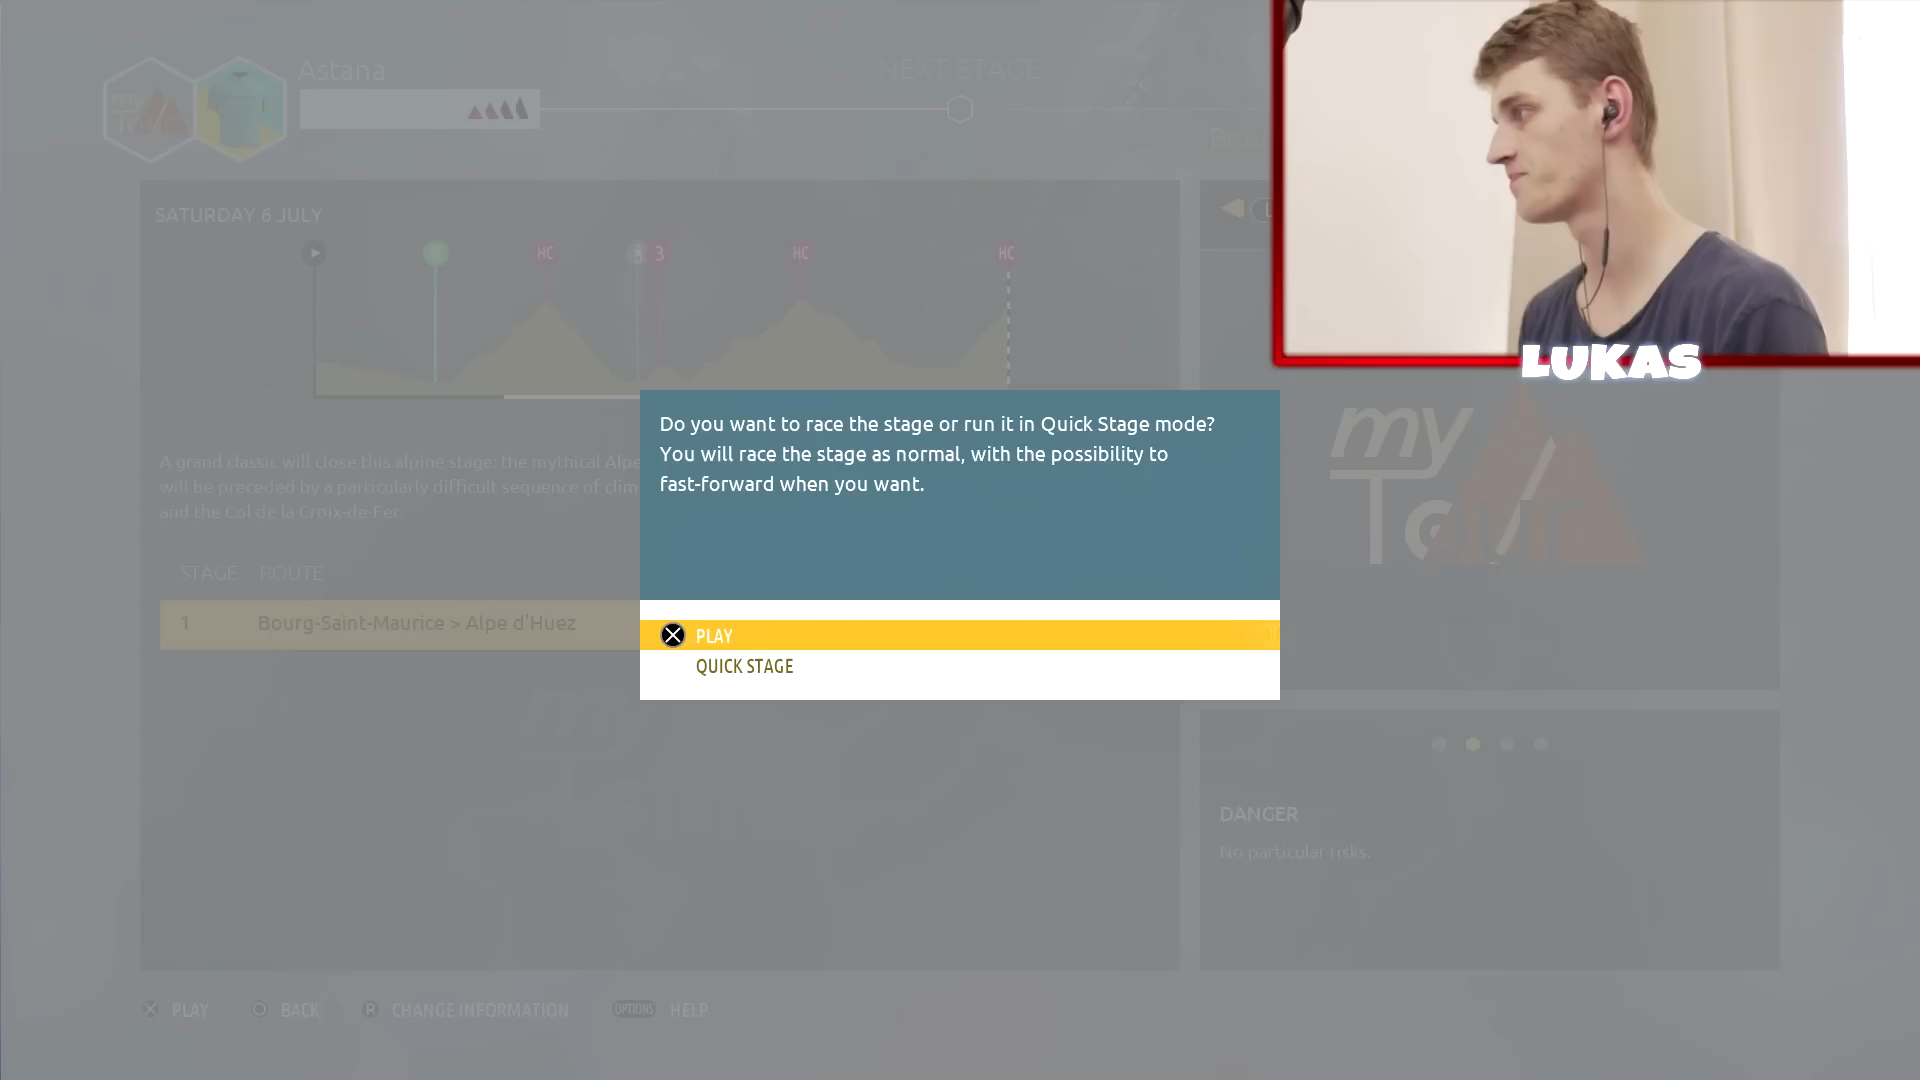 Astana
NEXT STAGE
SATURDAY 6 JULY
HC
3
HC
HC
LUKAS
Do you want to race the stage or run it in Quick Stage mode?
You will race the stage as normal, with the possibility to
fast-forward when you want.
PLAY
QUICK STAGE
A grand classic will close this alpine stage: the mythical Alpe
will be preceded by a particularly difficult sequence of
and the Col de la Croix-de-Fer.
STAGE ROUTE
1 Bourg-Saint-Maurice > Alpe d'Huez
my
Tour
DANGER
No particular risks.
PLAY BACK R CHANGE INFORMATION OPTIONS HELP